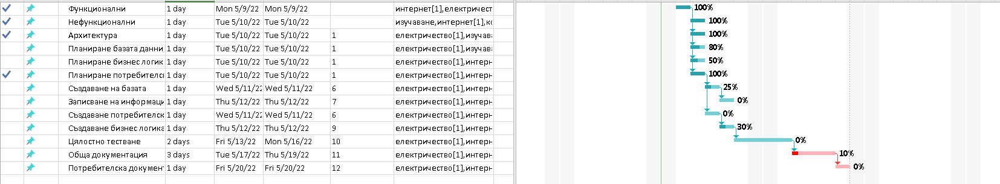 Функционални 1 day Mon 5/9/22 Mon 5/9/22 интернет[1],електричест 100%
Нефункционални 1 day Tue 5/10/22 Tue 5/10/22 изучаване,интернет[1],кс 100%
Архитектура 1 day Tue 5/10/22 Tue 5/10/22 1 електричество[1],изучава 100%
Планиране базата данни 1 day Tue 5/10/22 Tue 5/10/22 1 електричество[1],изучава 80%
Планиране бизнес логик 1 day Tue 5/10/22 Tue 5/10/22 1 електричество[1],интерн 50%
Планиране потребителс 1 day Tue 5/10/22 Tue 5/10/22 1 електричество[1],интерн 100%
Създаване на базата 1 day Wed 5/11/22 Wed 5/11/22 6 електричество[1],интерн 25%
Записване на информаци 1 day Thu 5/12/22 Thu 5/12/22 7 електричество[1],интерн 0%
Създаване потребителск 1 day Wed 5/11/22 Wed 5/11/22 6 електричество[1],интерн 0%
Създаване бизнес логика 1 day Thu 5/12/22 Thu 5/12/22 9 електричество[1],интерн 30%
Цялостно тестване 2 days Fri 5/13/22 Mon 5/16/22 10 електричество[1],интерн 0%
Обща документация 3 days Tue 5/17/22 Thu 5/19/22 11 електричество[1],интерн 10%
Потребителска документ 1 day Fri 5/20/22 Fri 5/20/22 12 електричество[1],интерн 0%